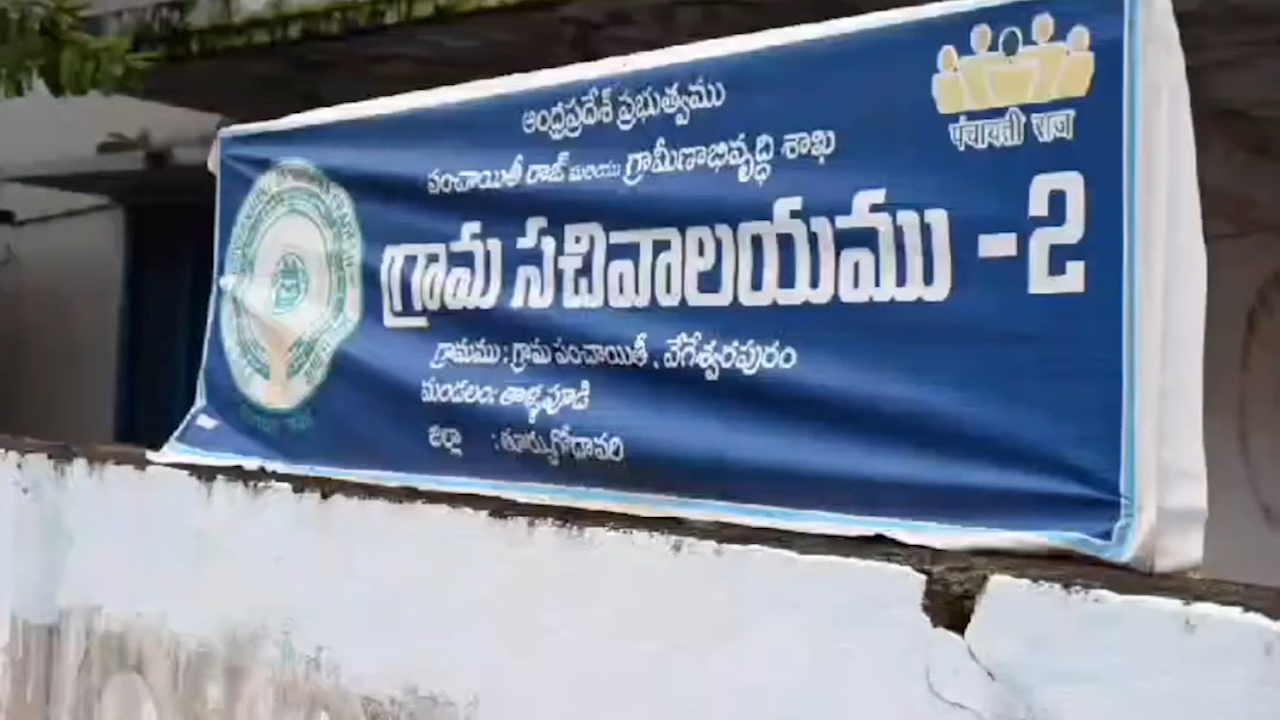 ఆంధ్రప్రదేశ్ ప్రభుత్వము
पंचायती राज
పంచాయితీ రాజ్ మరియు గ్రామీణాభివృద్ధి శాఖ
గ్రామ సచివాలయము -2
గ్రామము : గ్రామ పంచాయితీ , వేగేశ్వరపురం
మండలం: తాళ్ళపూడి
జిల్లా : తూర్పుగోదావరి